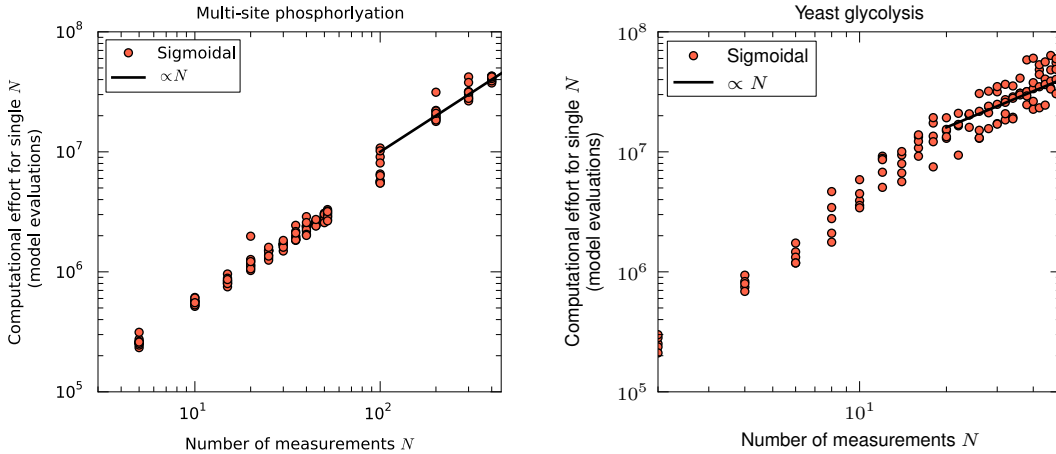 Multi-site phosphorlyation
Computational effort for single N
(model evaluations)
10^8
10^7
10^6
10^5
Sigmoidal
∝N
10^1
10^2
Number of measurements N
Yeast glycolysis
Computational effort for single N
(model evaluations)
10^8
10^7
10^6
10^5
Sigmoidal
∝ N
10^1
Number of measurements N